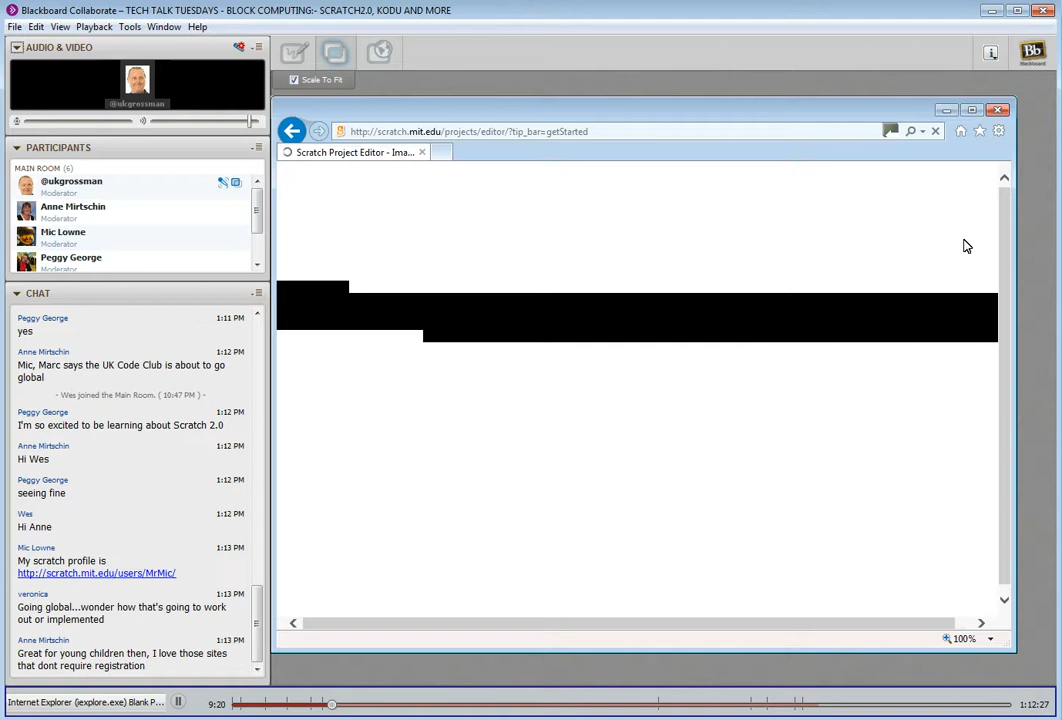 Blackboard Collaborate – TECH TALK TUESDAYS - BLOCK COMPUTING:- SCRATCH2.0, KODU AND MORE
File Edit View Playback Tools Window Help
AUDIO & VIDEO
@ukgrossman
PARTICIPANTS
MAIN ROOM (6)
@ukgrossman
Moderator
Anne Mirtschin
Moderator
Mic Lowne
Moderator
Peggy George
Moderator
CHAT
Peggy George 1:11 PM
yes
Anne Mirtschin 1:12 PM
Mic, Marc says the UK Code Club is about to go
global
- Wes joined the Main Room. ( 10:47 PM ) -
Peggy George 1:12 PM
I'm so excited to be learning about Scratch 2.0
Anne Mirtschin 1:12 PM
Hi Wes
Peggy George 1:12 PM
seeing fine
Wes 1:12 PM
Hi Anne
Mic Lowne 1:13 PM
My scratch profile is
http://scratch.mit.edu/users/MrMic/
veronica 1:13 PM
Going global...wonder how that's going to work
out or implemented
Anne Mirtschin 1:13 PM
Great for young children then, I love those sites
that dont require registration
Scale To Fit
i
Bb
Blackboard
http://scratch.mit.edu/projects/editor/?tip_bar=getStarted
Scratch Project Editor - Ima...
100%
Internet Explorer (iexplore.exe) Blank P...
9:20
1:12:27